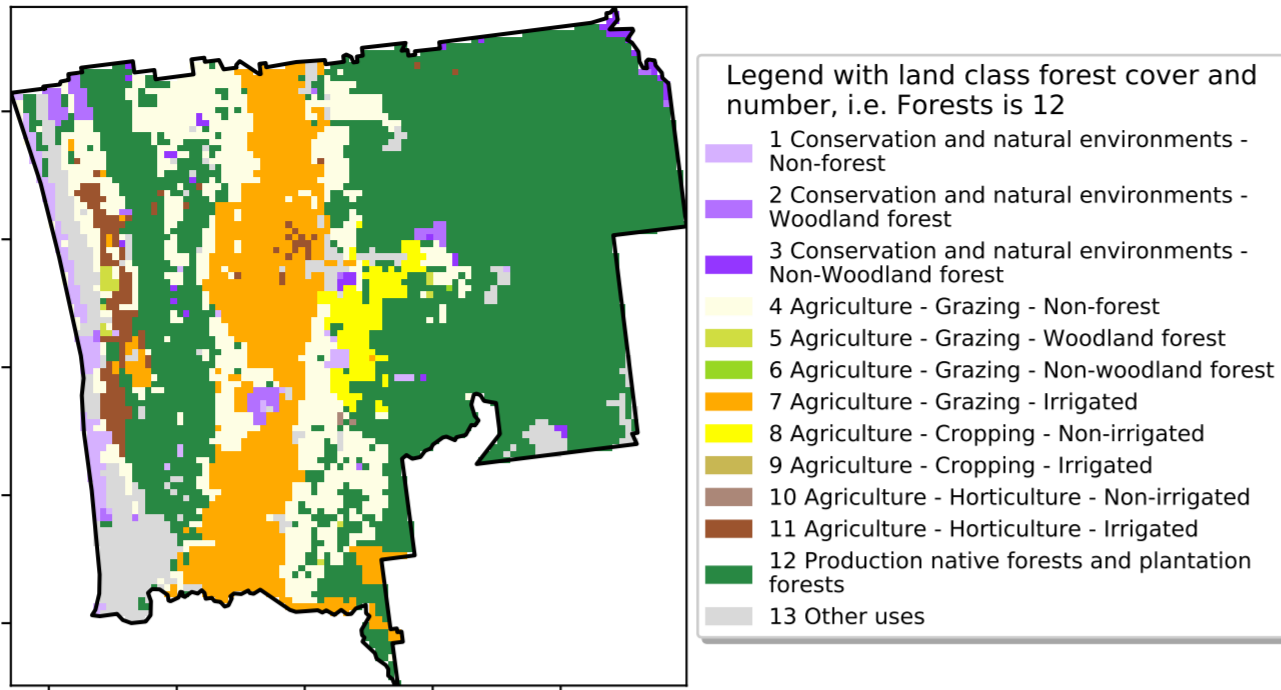 Legend with land class forest cover and
number, i.e. Forests is 12
1 Conservation and natural environments -
Non-forest
2 Conservation and natural environments -
Woodland forest
3 Conservation and natural environments -
Non-Woodland forest
4 Agriculture - Grazing - Non-forest
5 Agriculture - Grazing - Woodland forest
6 Agriculture - Grazing - Non-woodland forest
7 Agriculture - Grazing - Irrigated
8 Agriculture - Cropping - Non-irrigated
9 Agriculture - Cropping - Irrigated
10 Agriculture - Horticulture - Non-irrigated
11 Agriculture - Horticulture - Irrigated
12 Production native forests and plantation
forests
13 Other uses